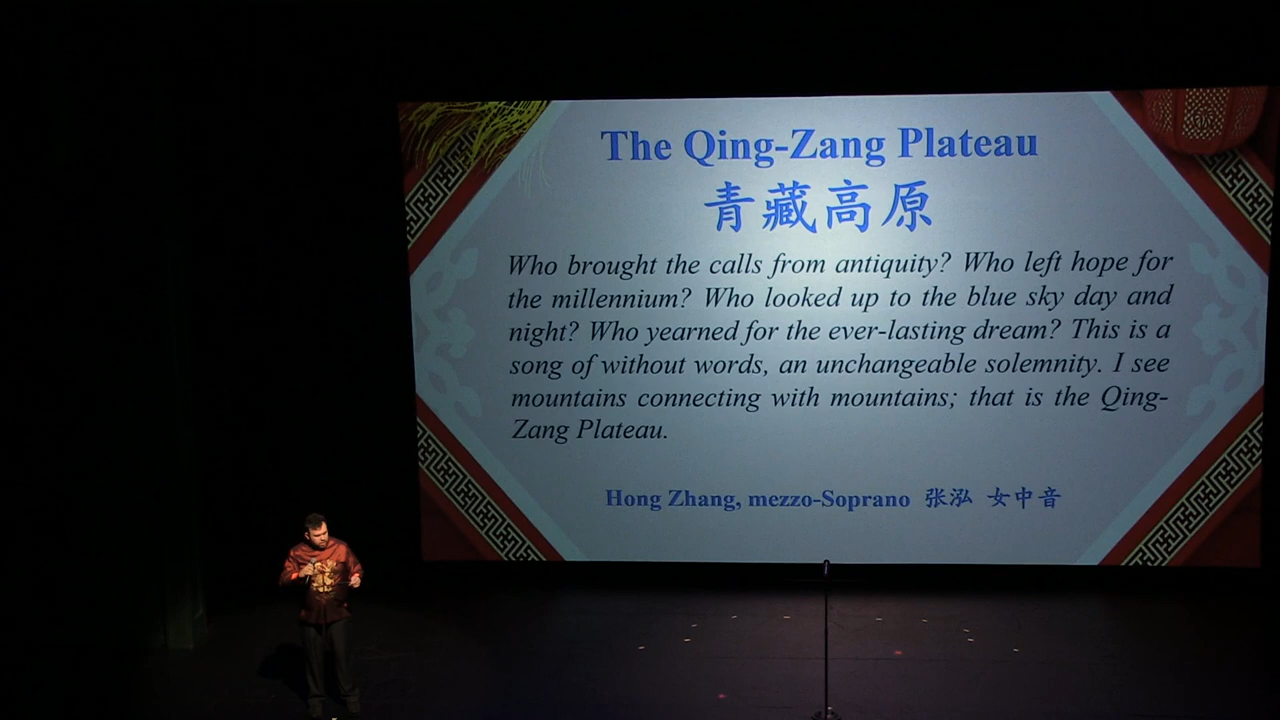 The Qing-Zang Plateau
青藏高原
Who brought the calls from antiquity? Who left hope for
the millennium? Who looked up to the blue sky day and
night? Who yearned for the ever-lasting dream? This is a
song of without words, an unchangeable solemnity. I see
mountains connecting with mountains; that is the Qing-
Zang Plateau.
Hong Zhang, mezzo-Soprano 张泓 女中音